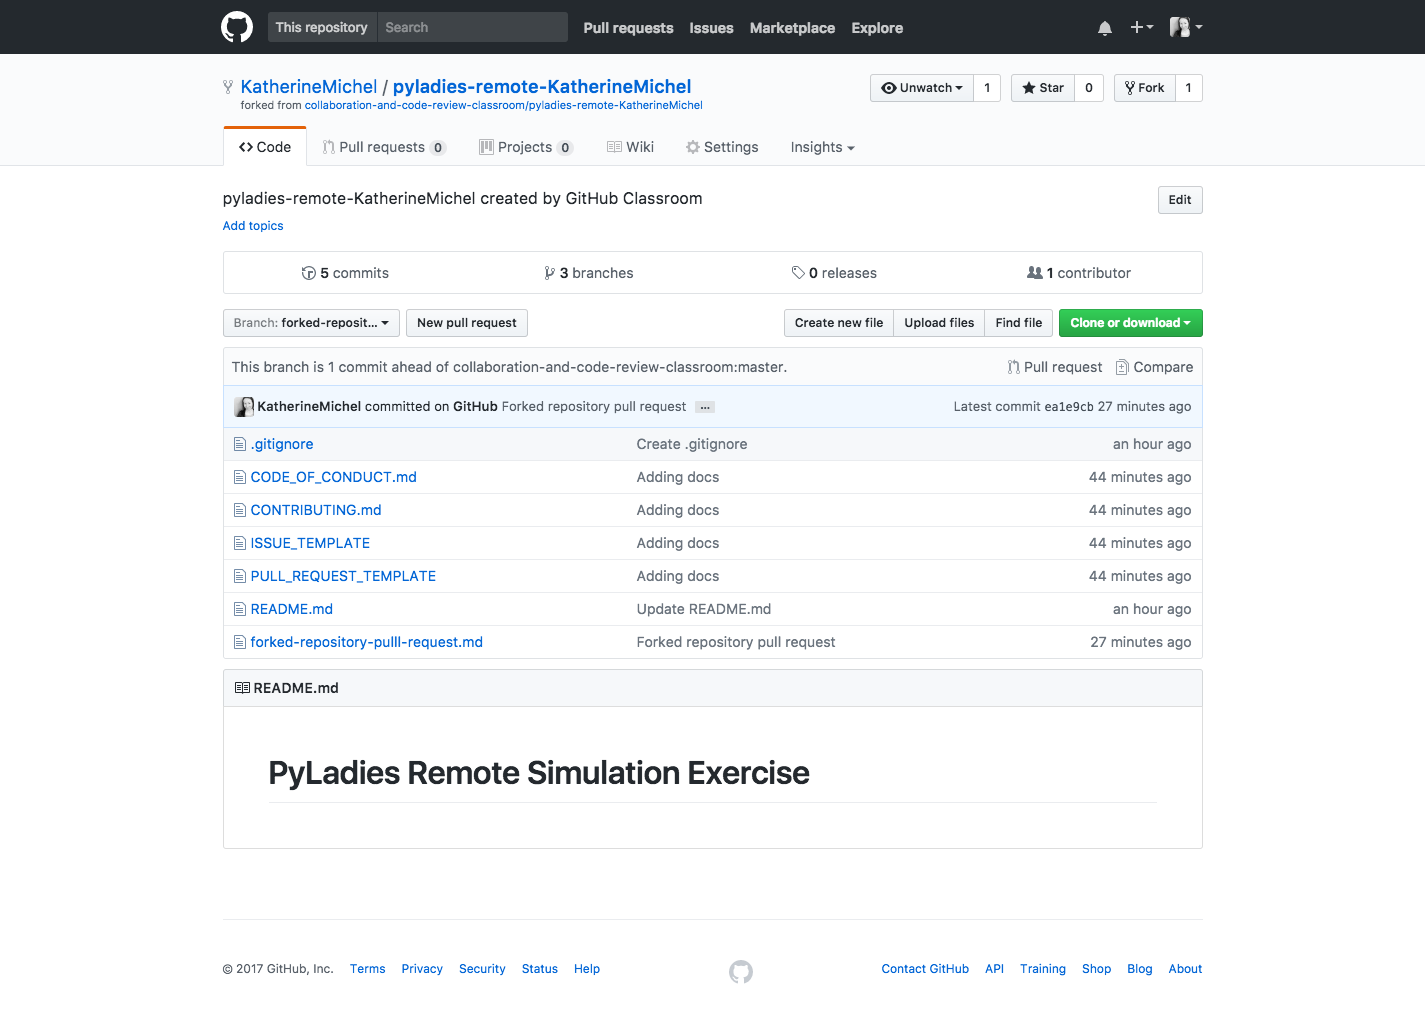 This repository Search Pull requests Issues Marketplace Explore
KatherineMichel / pyladies-remote-KatherineMichel Unwatch 1 Star 0 Fork 1
forked from collaboration-and-code-review-classroom/pyladies-remote-KatherineMichel
Code Pull requests 0 Projects 0 Wiki Settings Insights
pyladies-remote-KatherineMichel created by GitHub Classroom Edit
Add topics
5 commits 3 branches 0 releases 1 contributor
Branch: forked-reposit... New pull request Create new file Upload files Find file Clone or download
This branch is 1 commit ahead of collaboration-and-code-review-classroom:master. Pull request Compare
KatherineMichel committed on GitHub Forked repository pull request ... Latest commit ea1e9cb 27 minutes ago
.gitignore Create .gitignore an hour ago
CODE_OF_CONDUCT.md Adding docs 44 minutes ago
CONTRIBUTING.md Adding docs 44 minutes ago
ISSUE_TEMPLATE Adding docs 44 minutes ago
PULL_REQUEST_TEMPLATE Adding docs 44 minutes ago
README.md Update README.md an hour ago
forked-repository-pulll-request.md Forked repository pull request 27 minutes ago
README.md
PyLadies Remote Simulation Exercise
© 2017 GitHub, Inc. Terms Privacy Security Status Help Contact GitHub API Training Shop Blog About